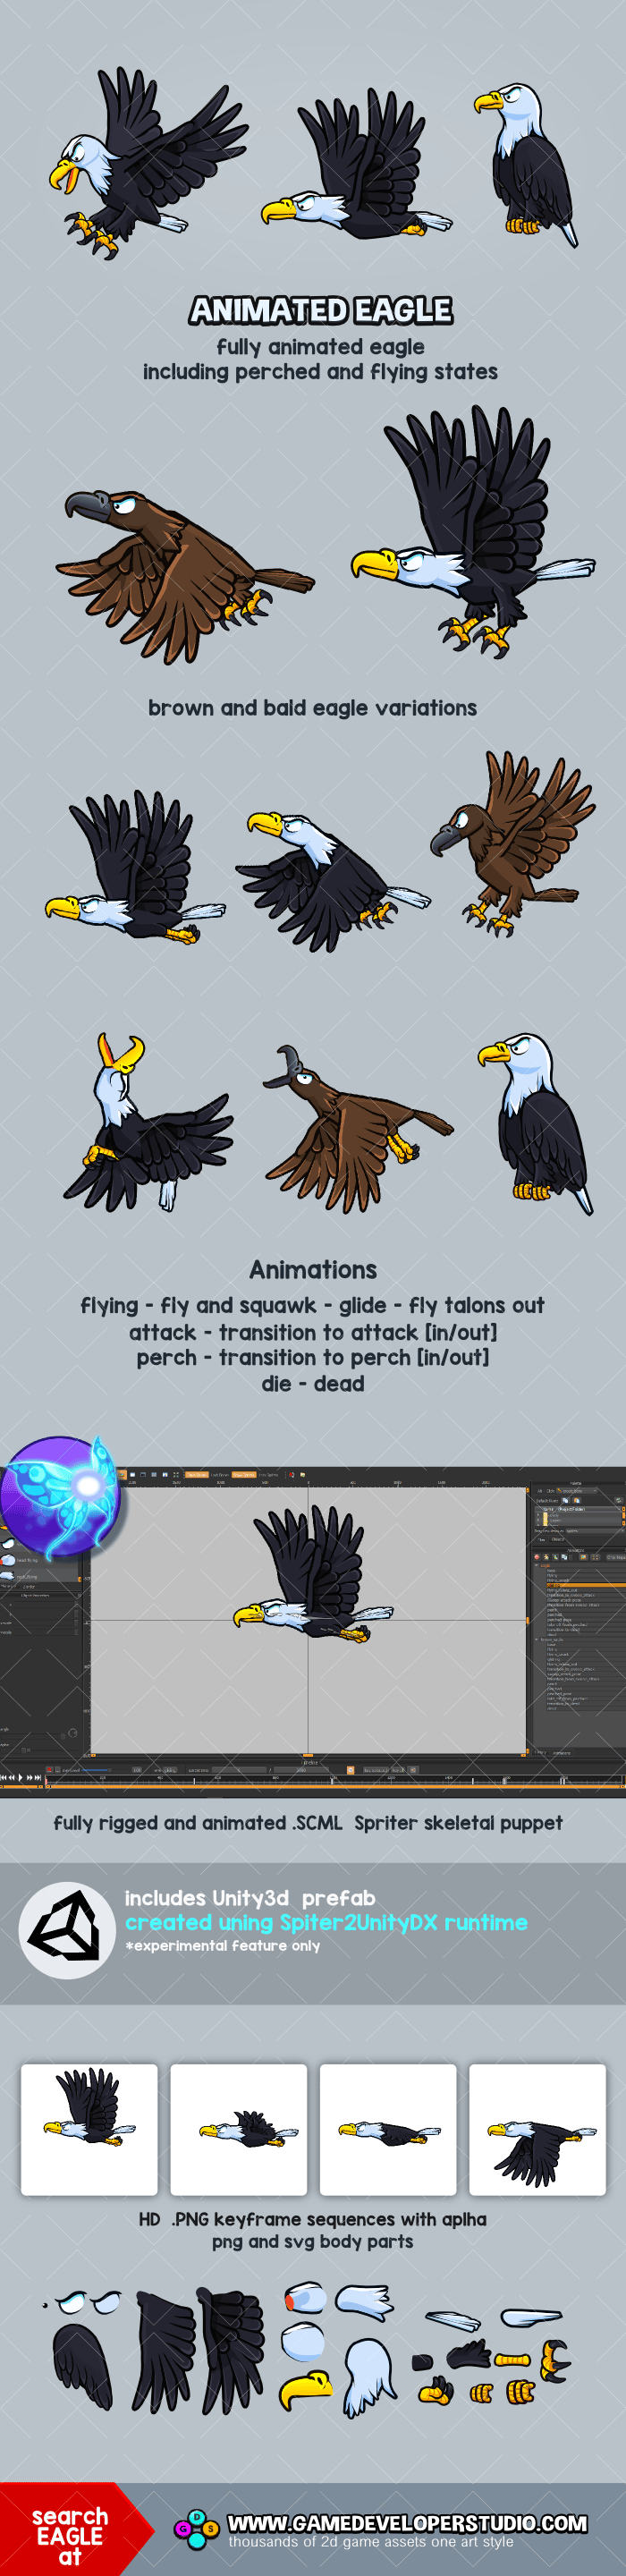 ANIMATED EAGLE
fully animated eagle
including perched and flying states
brown and bald eagle variations
Animations
flying - fly and squawk - glide - fly talons out
attack - transition to attack [in/out]
perch - transition to perch [in/out]
die - dead
fully rigged and animated .SCML Spriter skeletal puppet
includes Unity3d prefab
created uning Spiter2UnityDX runtime
*experimental feature only
HD .PNG keyframe sequences with aplha
png and svg body parts
search
EAGLE
at
D
G S
WWW.GAMEDEVELOPERSTUDIO.COM
thousands of 2d game assets one art style